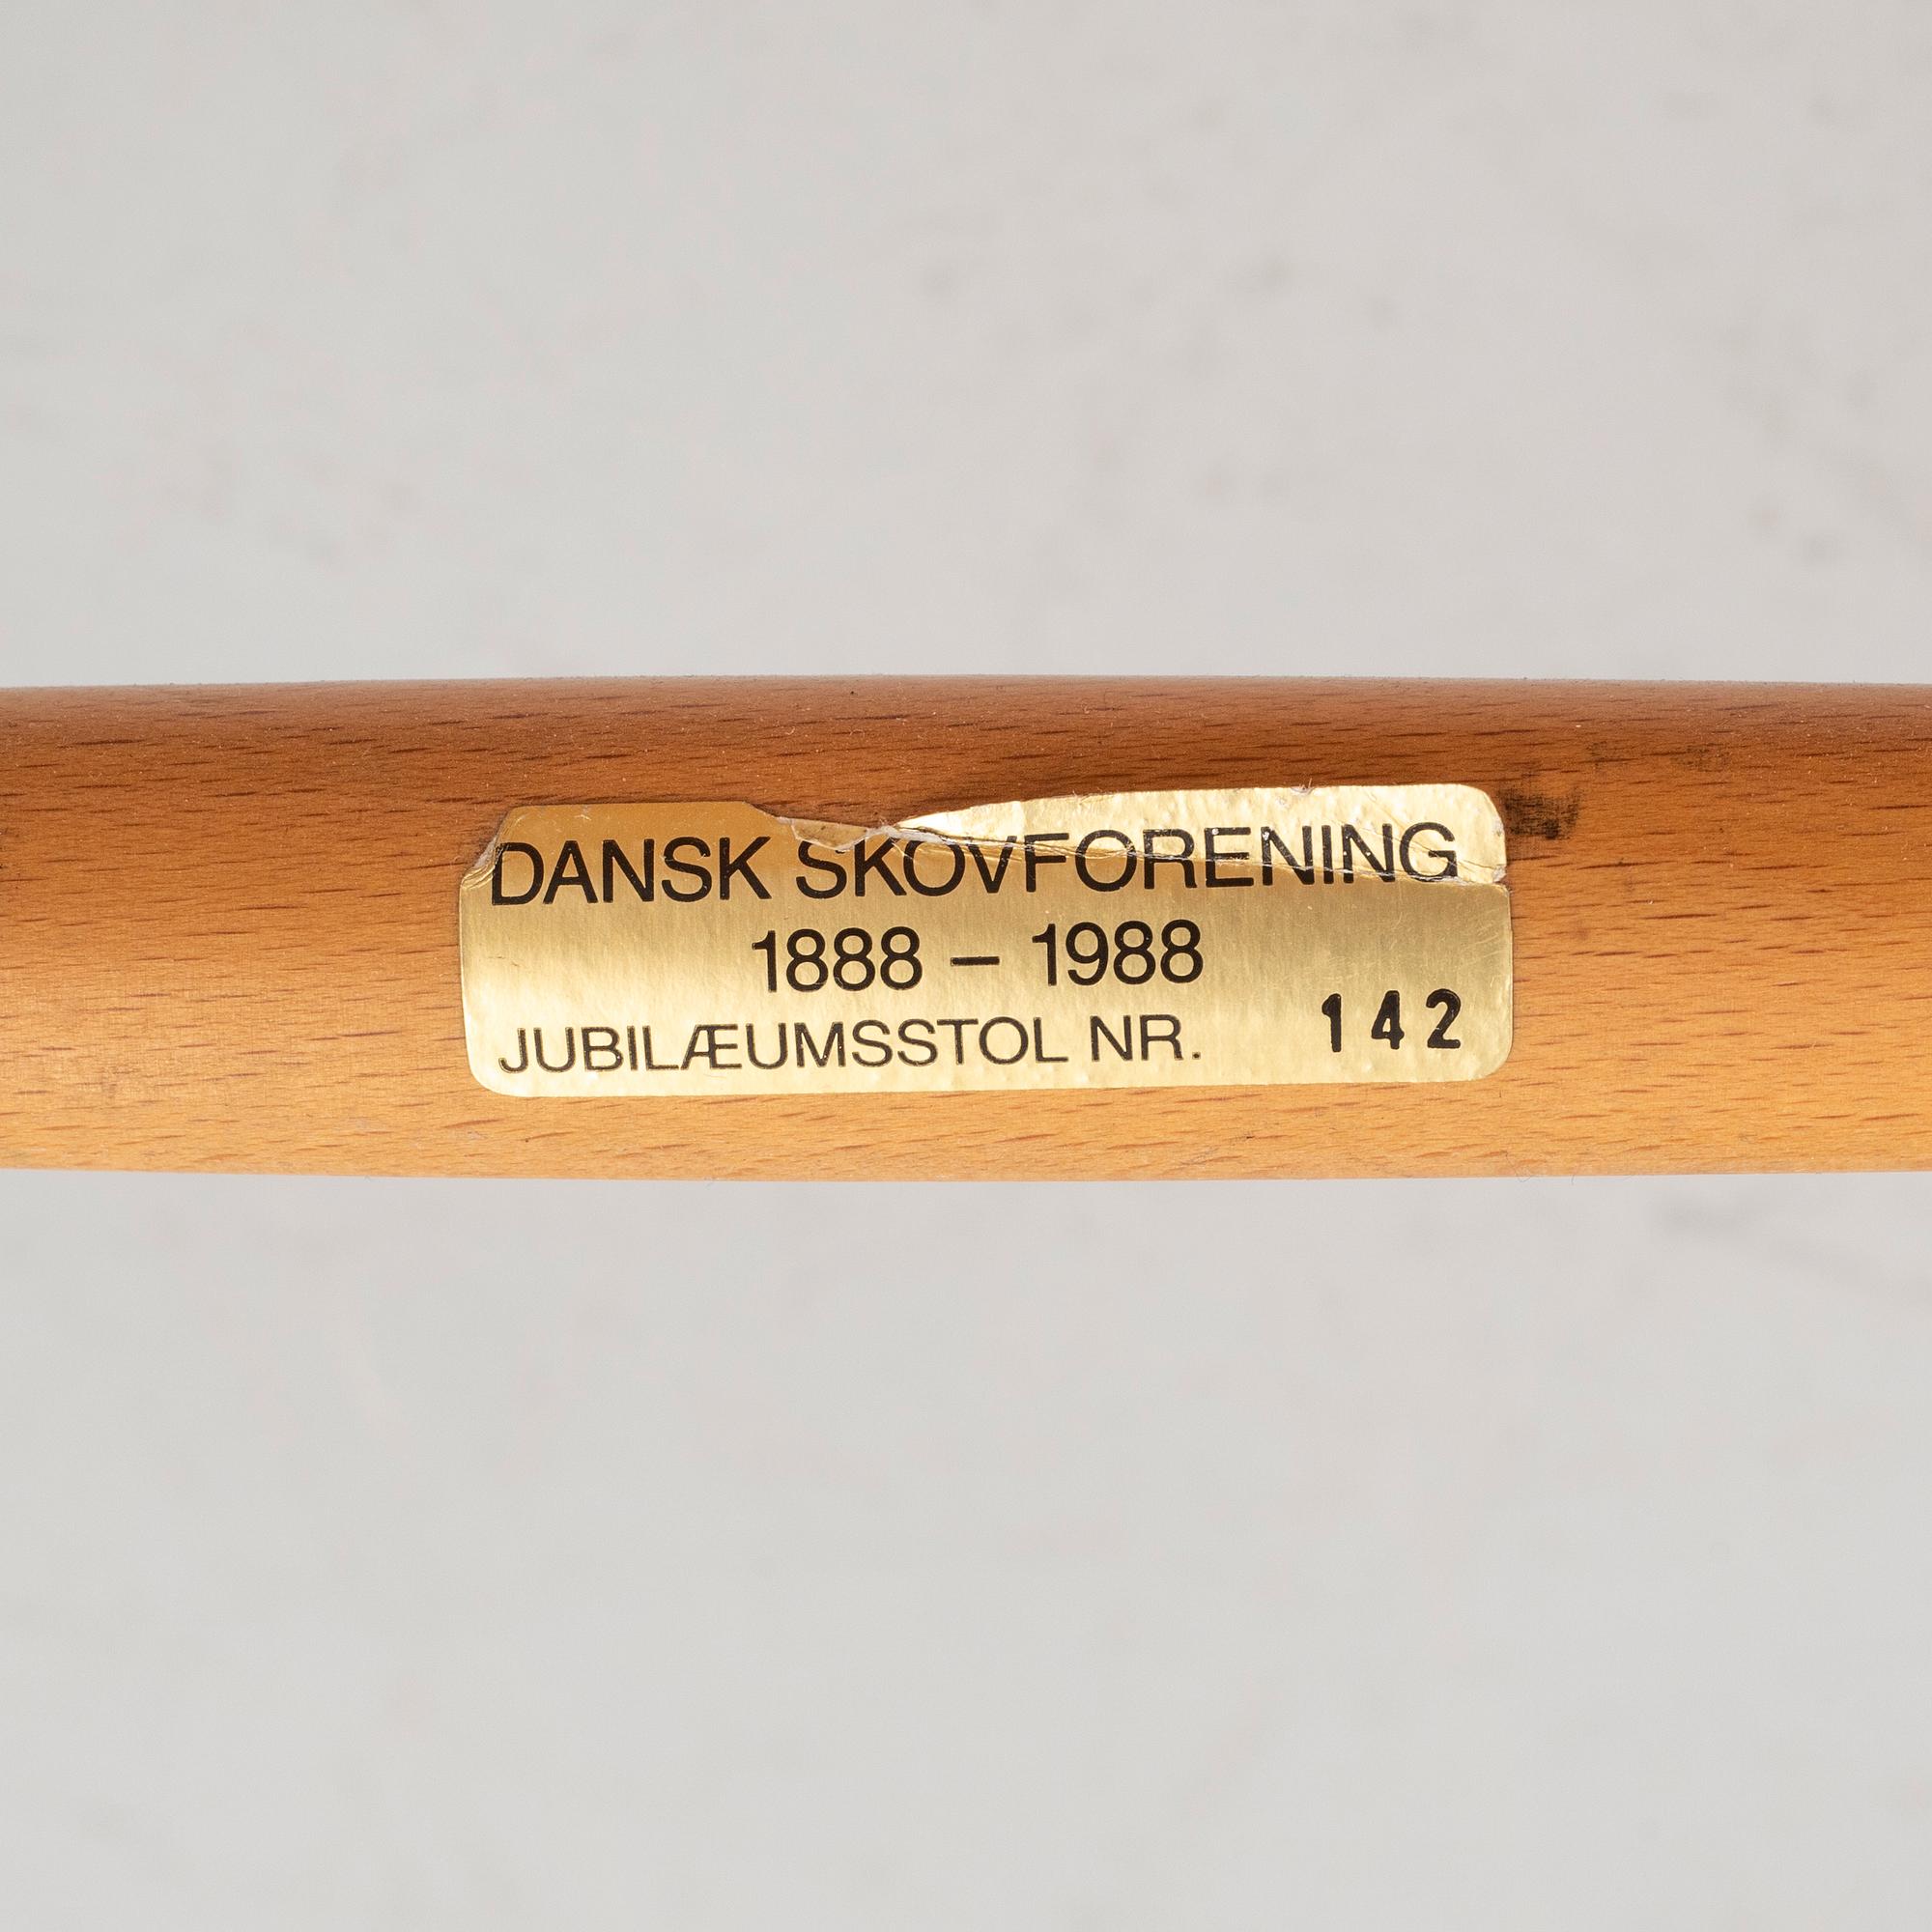 DANSK SKOVFORENING
1888 – 1988
JUBILÆUMSSTOL NR. 142